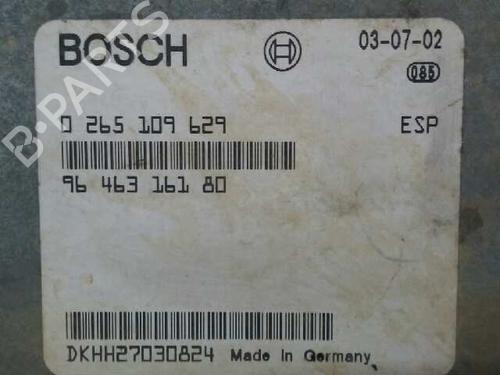 BOSCH
03-07-02
085
0 265 109 629
ESP
96 463 161 80
DKHH27030824 Made In Germany
B-PARTS